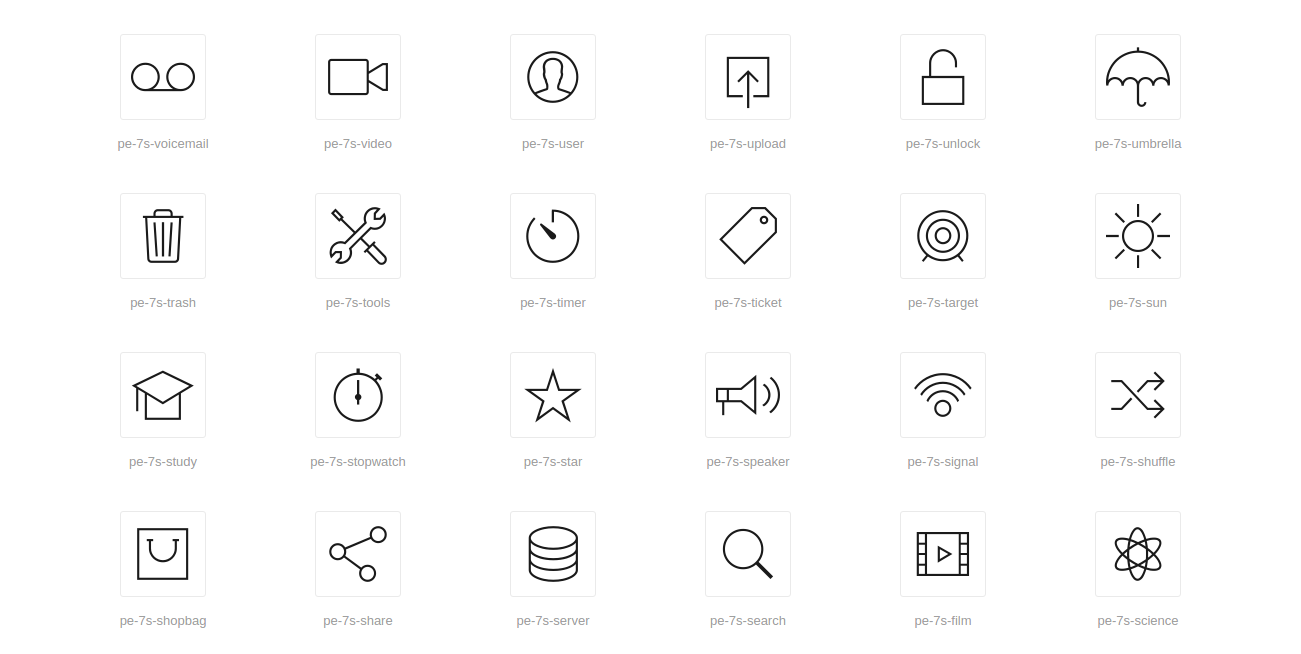 pe-7s-voicemail pe-7s-video pe-7s-user pe-7s-upload pe-7s-unlock pe-7s-umbrella
pe-7s-trash pe-7s-tools pe-7s-timer pe-7s-ticket pe-7s-target pe-7s-sun
pe-7s-study pe-7s-stopwatch pe-7s-star pe-7s-speaker pe-7s-signal pe-7s-shuffle
pe-7s-shopbag pe-7s-share pe-7s-server pe-7s-search pe-7s-film pe-7s-science